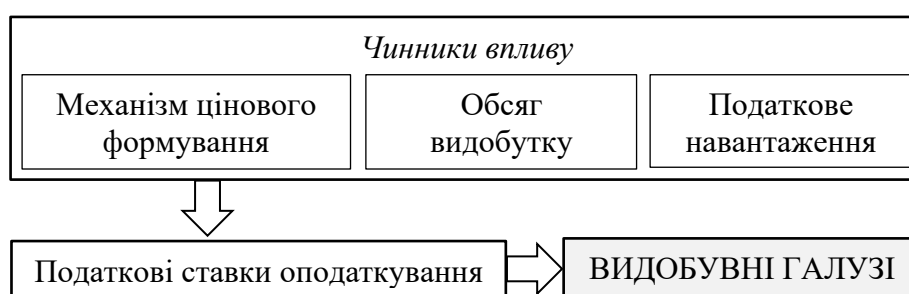 Чинники впливу
Механізм цінового
формування
Обсяг
видобутку
Податкове
навантаження
Податкові ставки оподаткування
ВИДОБУВНІ ГАЛУЗІ